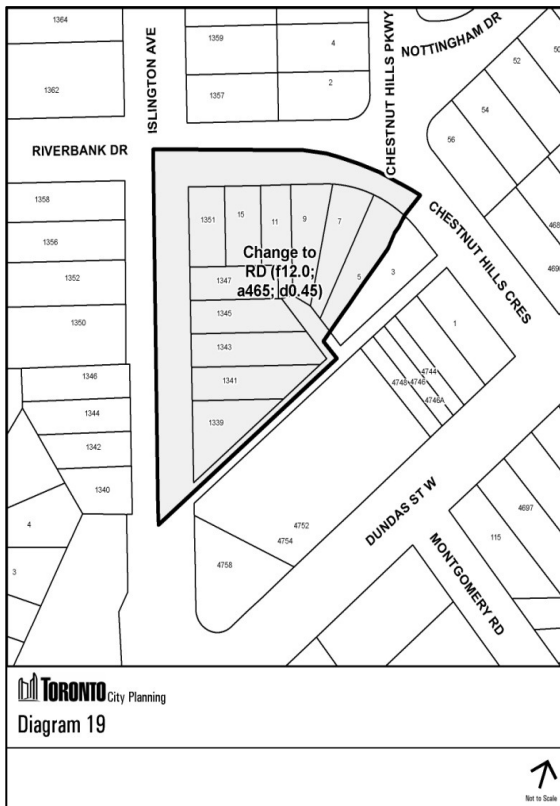 1364
1362
ISLINGTON AVE
1359
4
1357
2
CHESTNUT HILLS PKWY
NOTTINGHAM DR
52
54
56
RIVERBANK DR
1358
1356
1352
1350
1351
15
11
9
7
5
3
Change to
RD (f12.0;
a465; d0.45)
1347
1345
1343
1341
1339
CHESTNUT HILLS CRES
1
4744
4748
4746
4746A
1346
1344
1342
1340
4
3
4752
4754
4758
DUNDAS ST W
MONTGOMERY RD
4697
115
TORONTO City Planning
Diagram 19
Not to Scale